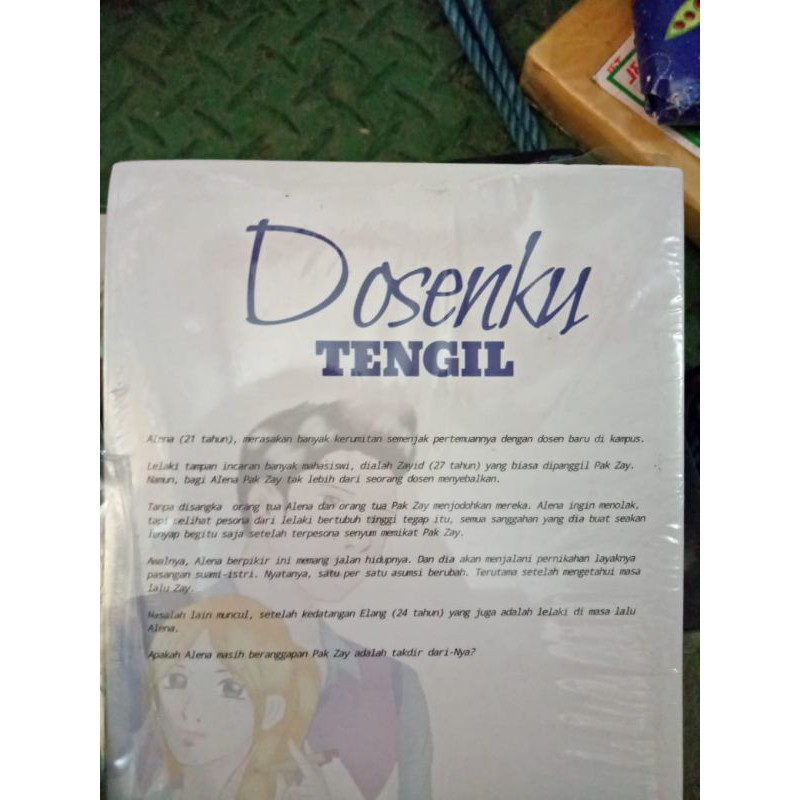 Dosenku
TENGIL
Alena (21 tahun), merasakan banyak kerumitan semenjak pertemuannya dengan dosen baru di kampus.
Lelaki tampan incaran banyak mahasiswi, dialah Zayid (27 tahun) yang biasa dipanggil Pak Zay.
Namun, bagi Alena Pak Zay tak lebih dari seorang dosen menyebalkan.
Tanpa disangka orang tua Alena dan orang tua Pak Zay menjodohkan mereka. Alena ingin menolak,
tapi selihat pesona dari lelaki bertubuh tinggi tegap itu, semua sanggahan yang dia buat seakan
lenyap begitu saja setelah terpesona senyum memikat Pak Zay.
Awalnya, Alena berpikir ini memang jalan hidupnya. Dan dia akan menjalani pernikahan layaknya
pasangan suami-istri. Nyatanya, satu per satu asumsi berubah. Terutama setelah mengetahui masa
lalu Zay.
Masalah lain muncul, setelah kedatangan Elang (24 tahun) yang juga adalah lelaki di masa lalu
Alena.
Apakah Alena masih beranggapan Pak Zay adalah takdir dari-Nya?